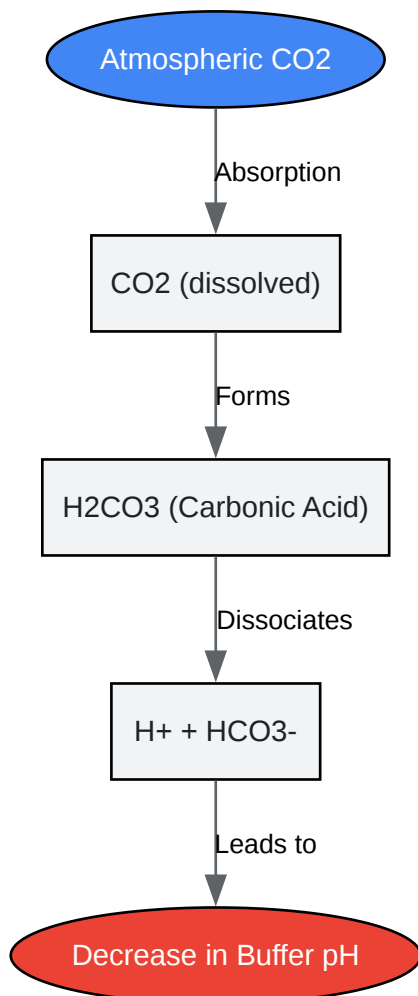 Atmospheric CO2
Absorption
CO2 (dissolved)
Forms
H2CO3 (Carbonic Acid)
Dissociates
H+ + HCO3-
Leads to
Decrease in Buffer pH